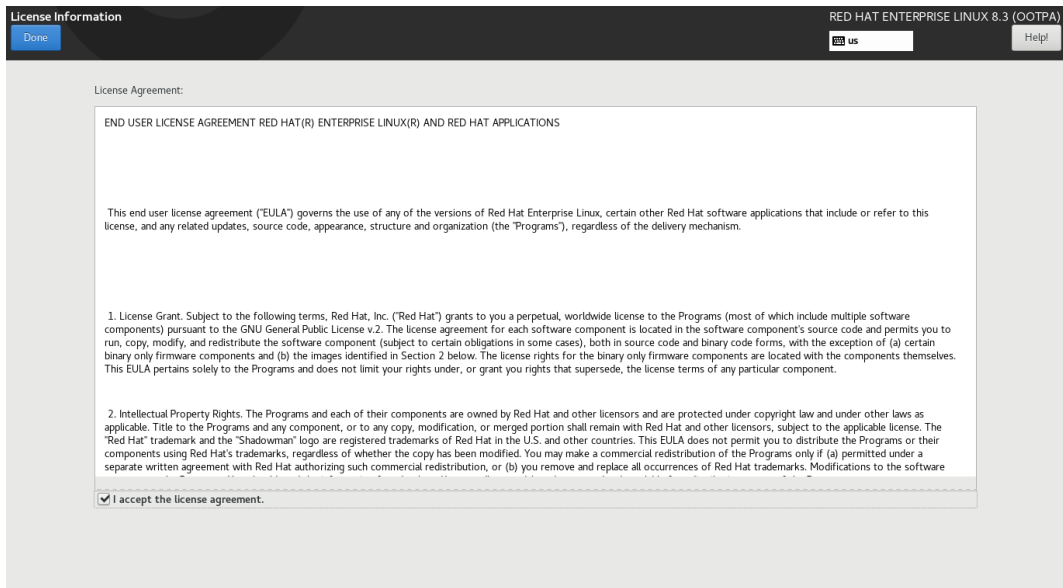 License Information
RED HAT ENTERPRISE LINUX 8.3 (OOTPA)
Done
us
Help!
License Agreement:
END USER LICENSE AGREEMENT RED HAT(R) ENTERPRISE LINUX(R) AND RED HAT APPLICATIONS
This end user license agreement ("EULA") governs the use of any of the versions of Red Hat Enterprise Linux, certain other Red Hat software applications that include or refer to this
license, and any related updates, source code, appearance, structure and organization (the "Programs"), regardless of the delivery mechanism.
1. License Grant. Subject to the following terms, Red Hat, Inc. ("Red Hat") grants to you a perpetual, worldwide license to the Programs (most of which include multiple software
components) pursuant to the GNU General Public License v.2. The license agreement for each software component is located in the software component's source code and permits you to
run, copy, modify, and redistribute the software component (subject to certain obligations in some cases), both in source code and binary code forms, with the exception of (a) certain
binary only firmware components and (b) the images identified in Section 2 below. The license rights for the binary only firmware components are located with the components themselves.
This EULA pertains solely to the Programs and does not limit your rights under, or grant you rights that supersede, the license terms of any particular component.
2. Intellectual Property Rights. The Programs and each of their components are owned by Red Hat and other licensors and are protected under copyright law and under other laws as
applicable. Title to the Programs and any component, or to any copy, modification, or merged portion shall remain with Red Hat and other licensors, subject to the applicable license. The
"Red Hat" trademark and the "Shadowman" logo are registered trademarks of Red Hat in the U.S. and other countries. This EULA does not permit you to distribute the Programs or their
components using Red Hat's trademarks, regardless of whether the copy has been modified. You may make a commercial redistribution of the Programs only if (a) permitted under a
separate written agreement with Red Hat authorizing such commercial redistribution, or (b) you remove and replace all occurrences of Red Hat trademarks. Modifications to the software
I accept the license agreement.